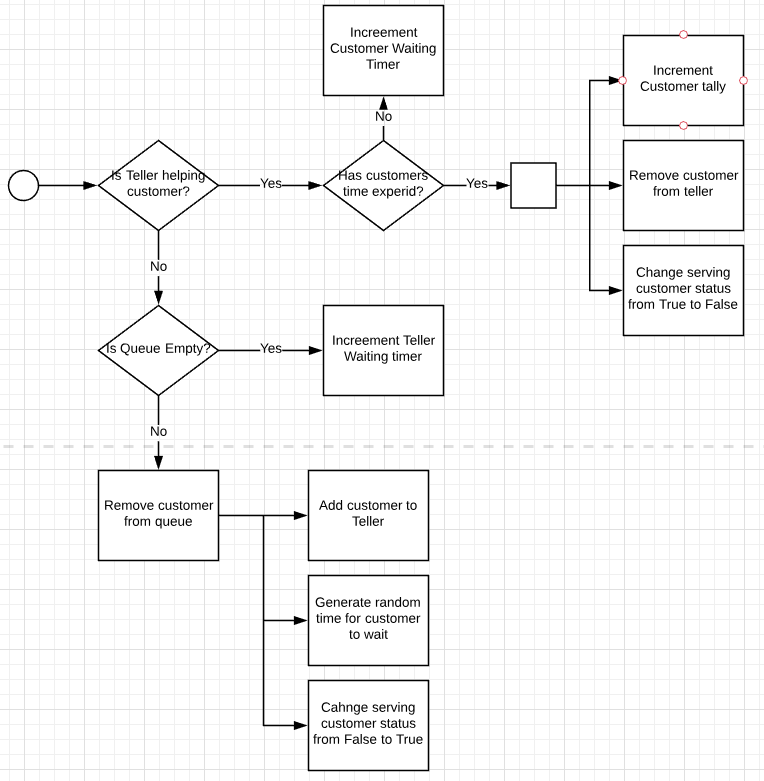 Increement
Customer Waiting
Timer
Increment
Customer tally
No
Is Teller helping
customer?
Yes
Has customers
time experid?
Yes
Remove customer
from teller
No
Change serving
customer status
from True to False
Is Queue Empty?
Yes
Increment Teller
Waiting timer
No
Remove customer
from queue
Add customer to
Teller
Generate random
time for customer
to wait
Cahnge serving
customer status
from False to True